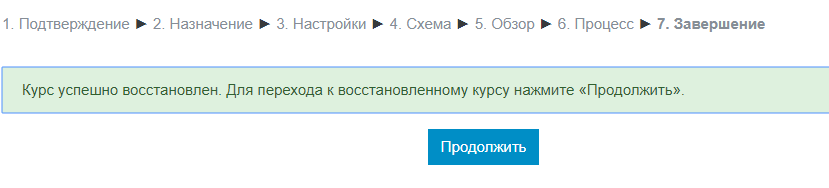 1. Подтверждение ► 2. Назначение ► 3. Настройки ► 4. Схема ► 5. Обзор ► 6. Процесс ► 7. Завершение
Курс успешно восстановлен. Для перехода к восстановленному курсу нажмите «Продолжить».
Продолжить